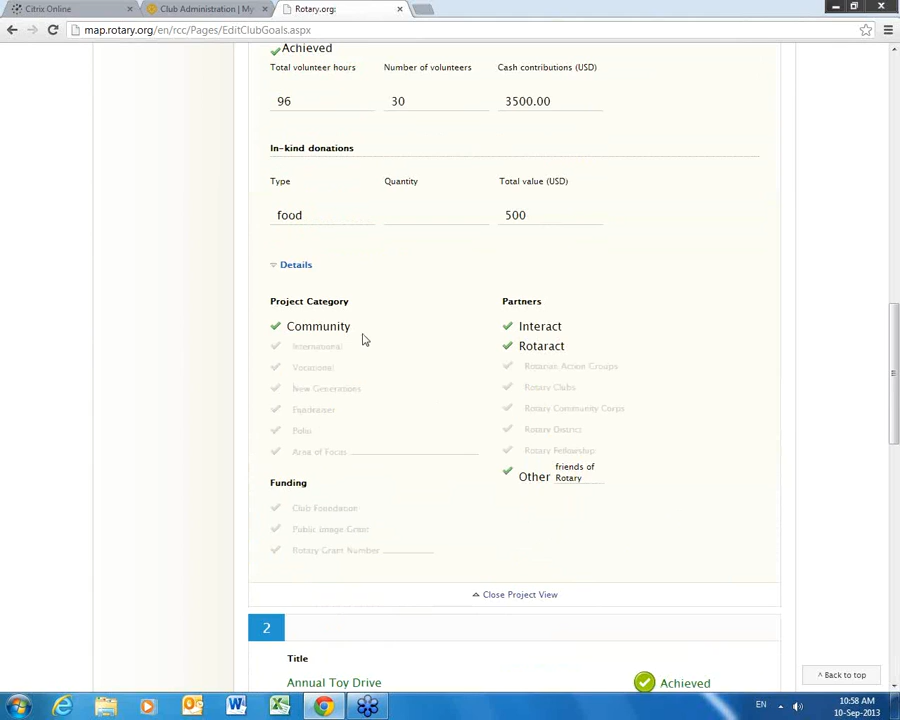 Citrix Online
Club Administration | My
Rotary.org:
map.rotary.org/en/rcc/Pages/EditClubGoals.aspx
Achieved
Total volunteer hours
Number of volunteers
Cash contributions (USD)
96
30
3500.00
In-kind donations
Type
Quantity
Total value (USD)
food
500
Details
Project Category
Partners
Community
Interact
International
Rotaract
Vocational
Rotarian Action Groups
New Generations
Rotary Clubs
Fundraiser
Rotary Community Corps
Polio
Rotary District
Area of Focus
Rotary Fellowship
Other
friends of
Rotary
Funding
Club Foundation
Public Image Grant
Rotary Grant Number
Close Project View
2
Title
Annual Toy Drive
Achieved
^ Back to top
EN
10:58 AM
10-Sep-2013